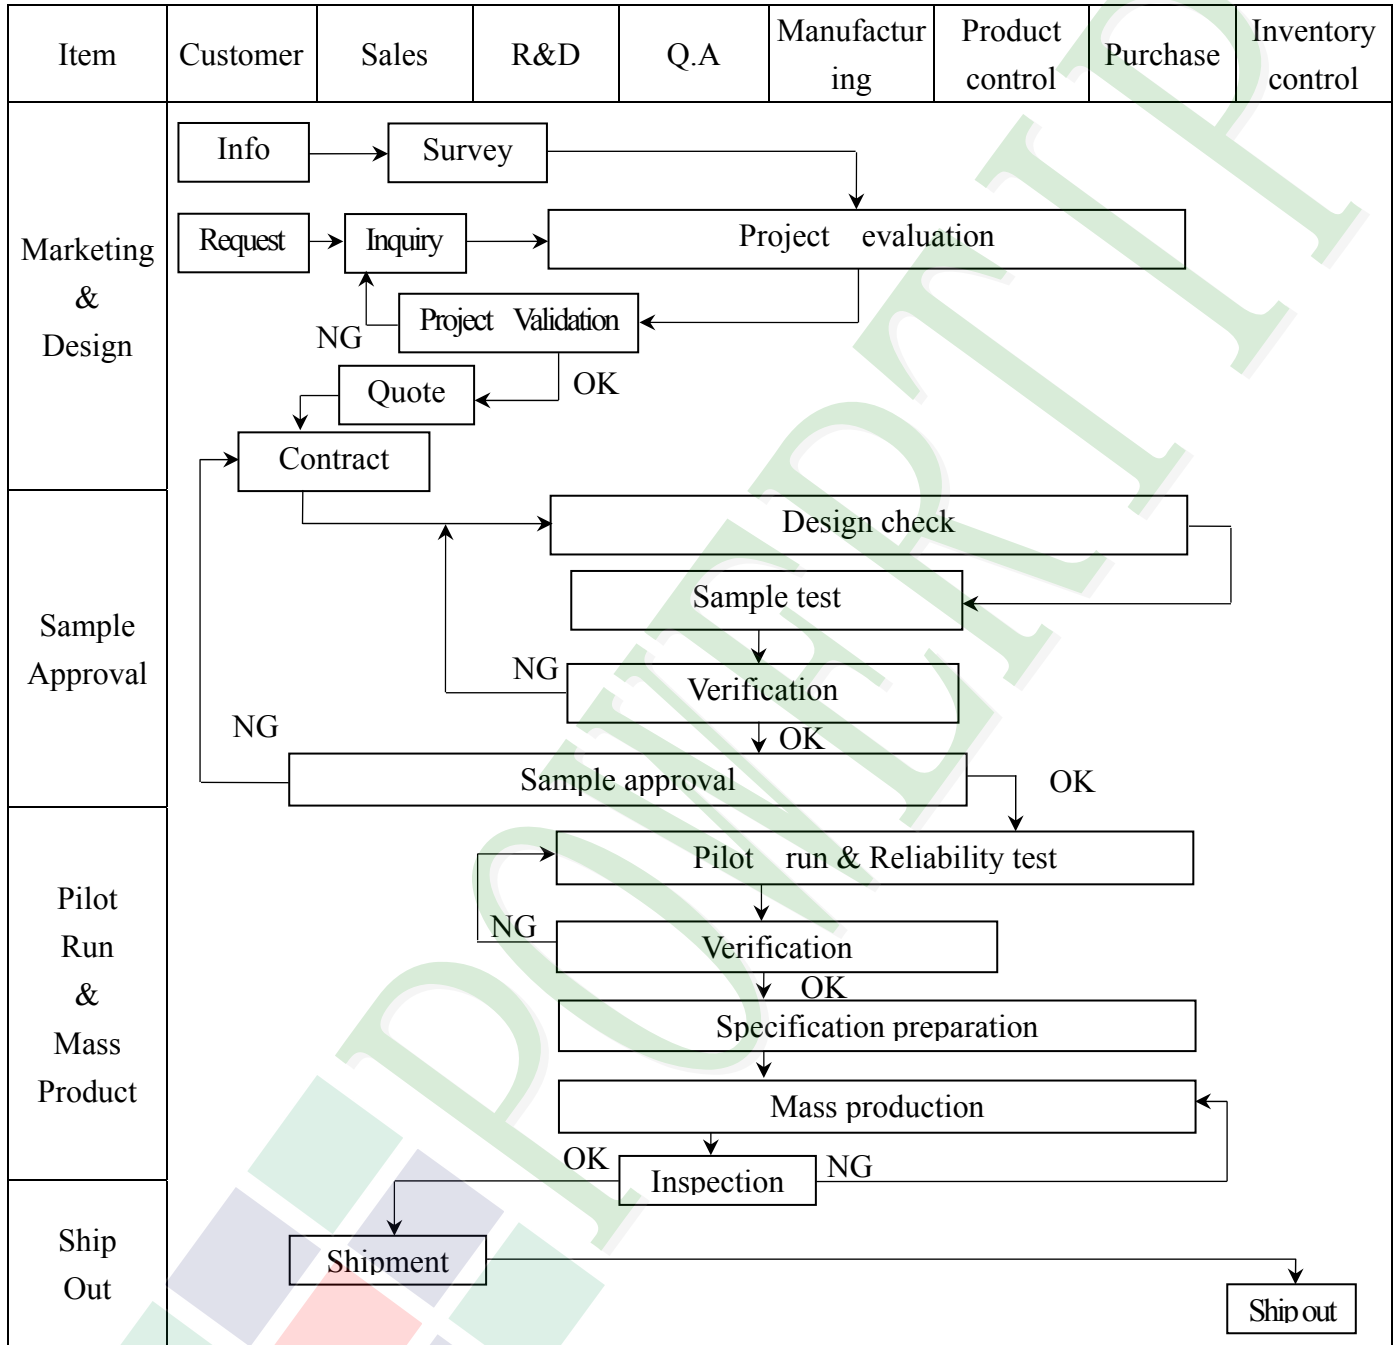 Item Customer Sales R&D Q.A Manufactur
ing Product
control Purchase Inventory
control
Marketing
&
Design
Info
Survey
Request
Inquiry
Project evaluation
NG
Project Validation
OK
Quote
Contract
Sample
Approval
Design check
Sample test
NG
Verification
OK
NG
Sample approval
OK
Pilot
Run
&
Mass
Product
Pilot run & Reliability test
NG
Verification
OK
Specification preparation
Mass production
OK
Inspection
NG
Ship
Out
Shipment
Ship out
POWERTIP